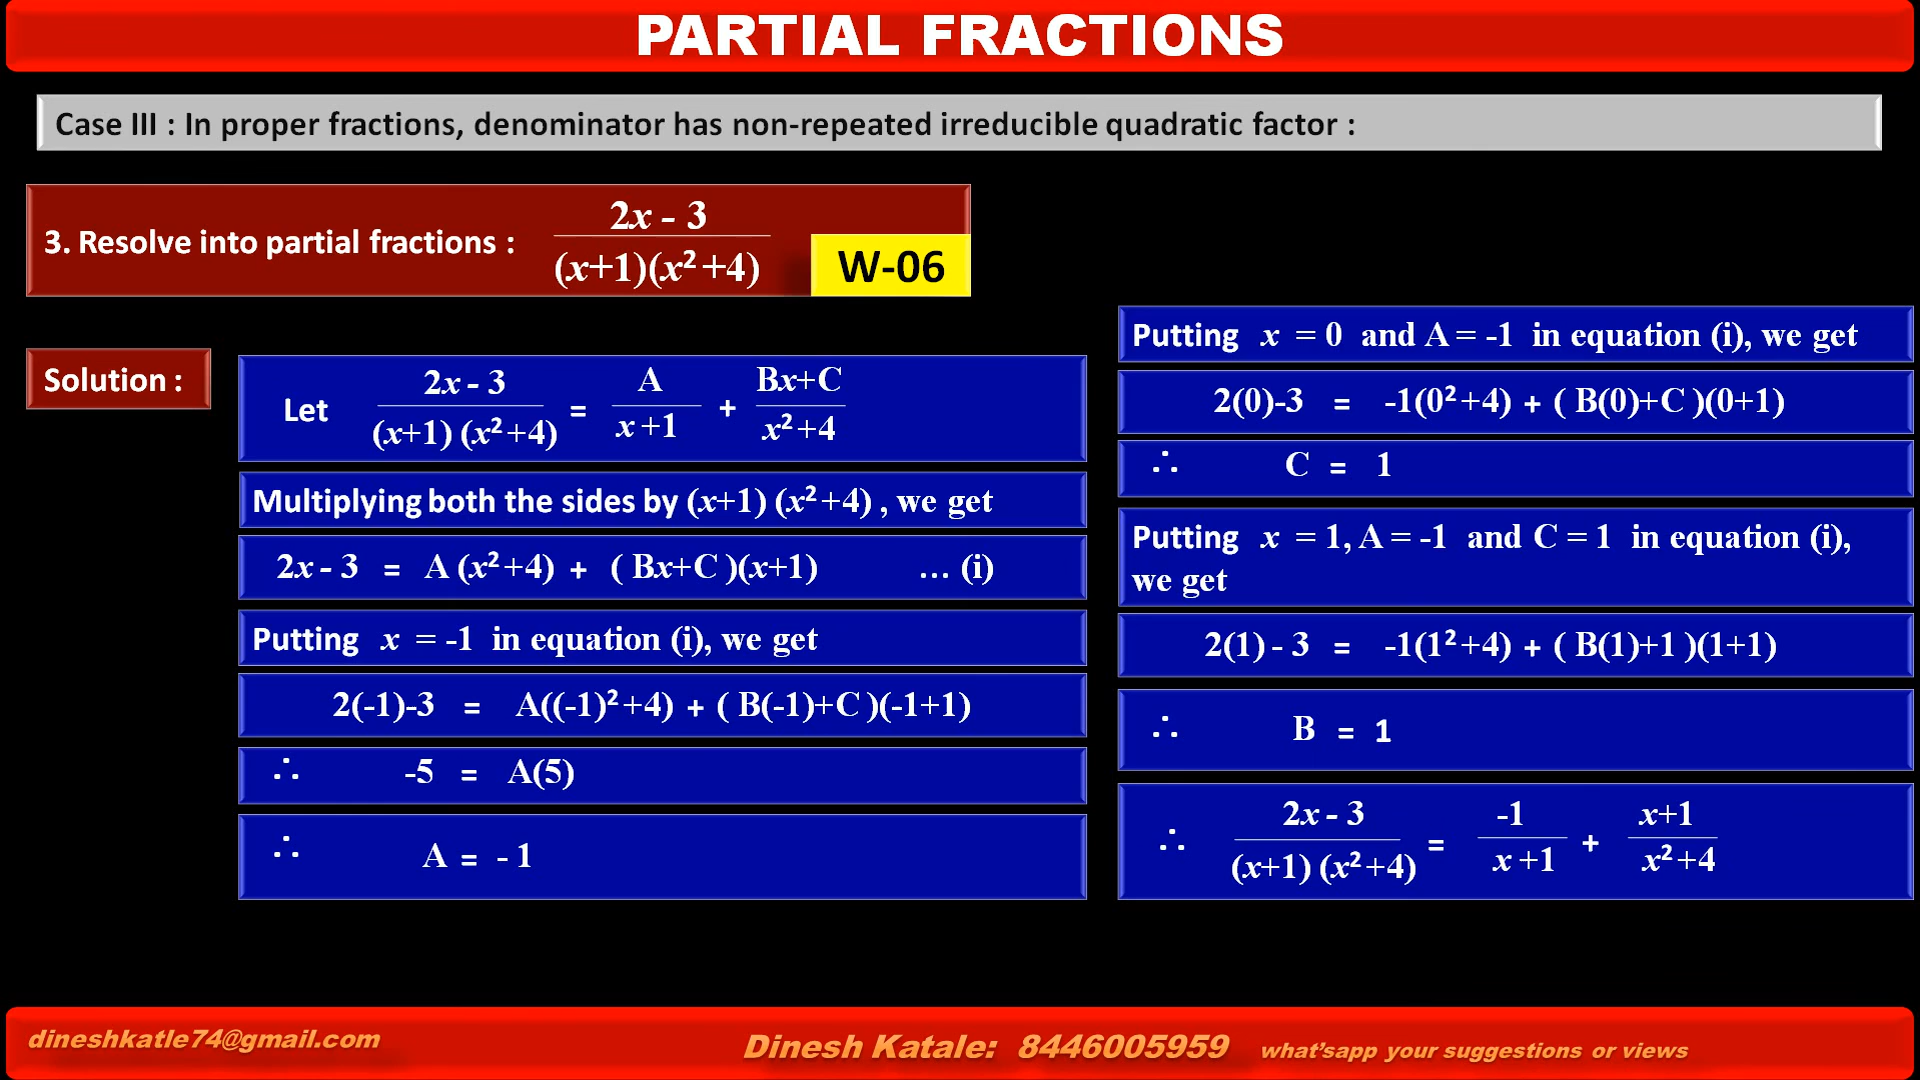 PARTIAL FRACTIONS
Case III : In proper fractions, denominator has non-repeated irreducible quadratic factor :
3. Resolve into partial fractions :
2x - 3
(x+1)(x²+4)
W-06
Solution :
Let
2x - 3
(x+1) (x²+4)
=
A
x +1
+
Bx+C
x²+4
Multiplying both the sides by (x+1) (x²+4) , we get
2x - 3 = A (x²+4) + ( Bx+C )(x+1) … (i)
Putting x = -1 in equation (i), we get
2(-1)-3 = A((-1)²+4) + ( B(-1)+C )(-1+1)
∴ -5 = A(5)
∴ A = - 1
Putting x = 0 and A = -1 in equation (i), we get
2(0)-3 = -1(0²+4) + ( B(0)+C )(0+1)
∴ C = 1
Putting x = 1, A = -1 and C = 1 in equation (i),
we get
2(1) - 3 = -1(1²+4) + ( B(1)+1 )(1+1)
∴ B = 1
∴
2x - 3
(x+1) (x²+4)
=
-1
x +1
+
x+1
x²+4
dineshkatle74@gmail.com
Dinesh Katale: 8446005959 what'sapp your suggestions or views